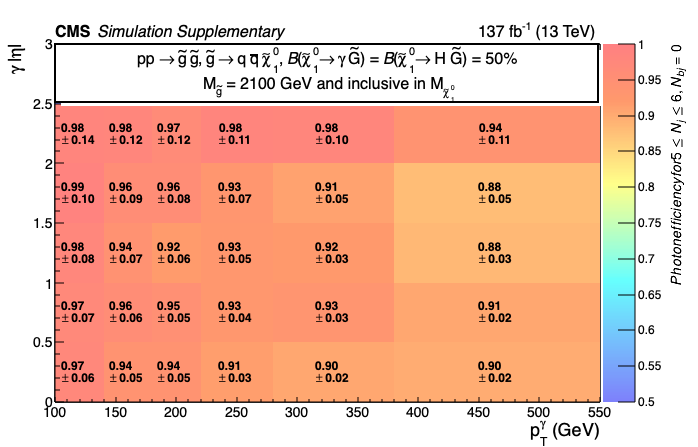 CMS Simulation Supplementary 137 fb⁻¹ (13 TeV)
pp → g̃ g̃, g̃ → q q̄ χ̃⁰₁, B(χ̃⁰₁ → γ G̃) = B(χ̃⁰₁ → H G̃) = 50%
M_g̃ = 2100 GeV and inclusive in M_χ̃⁰₁
γ |η|
3
2.5
2
1.5
1
0.5
0
0.98 0.98 0.97 0.98 0.98 0.94
± 0.14 ± 0.12 ± 0.12 ± 0.11 ± 0.10 ± 0.11
0.99 0.96 0.96 0.93 0.91 0.88
± 0.10 ± 0.09 ± 0.08 ± 0.07 ± 0.05 ± 0.05
0.98 0.94 0.92 0.93 0.92 0.88
± 0.08 ± 0.07 ± 0.06 ± 0.05 ± 0.03 ± 0.03
0.97 0.96 0.95 0.93 0.93 0.91
± 0.07 ± 0.06 ± 0.05 ± 0.04 ± 0.03 ± 0.02
0.97 0.94 0.94 0.91 0.90 0.90
± 0.06 ± 0.05 ± 0.05 ± 0.03 ± 0.02 ± 0.02
100 150 200 250 300 350 400 450 500 550
p_T^γ (GeV)
1
0.95
0.9
0.85
0.8
0.75
0.7
0.65
0.6
0.55
0.5
Photonefficiencyfor5 ≤ N_j ≤ 6, N_bj = 0